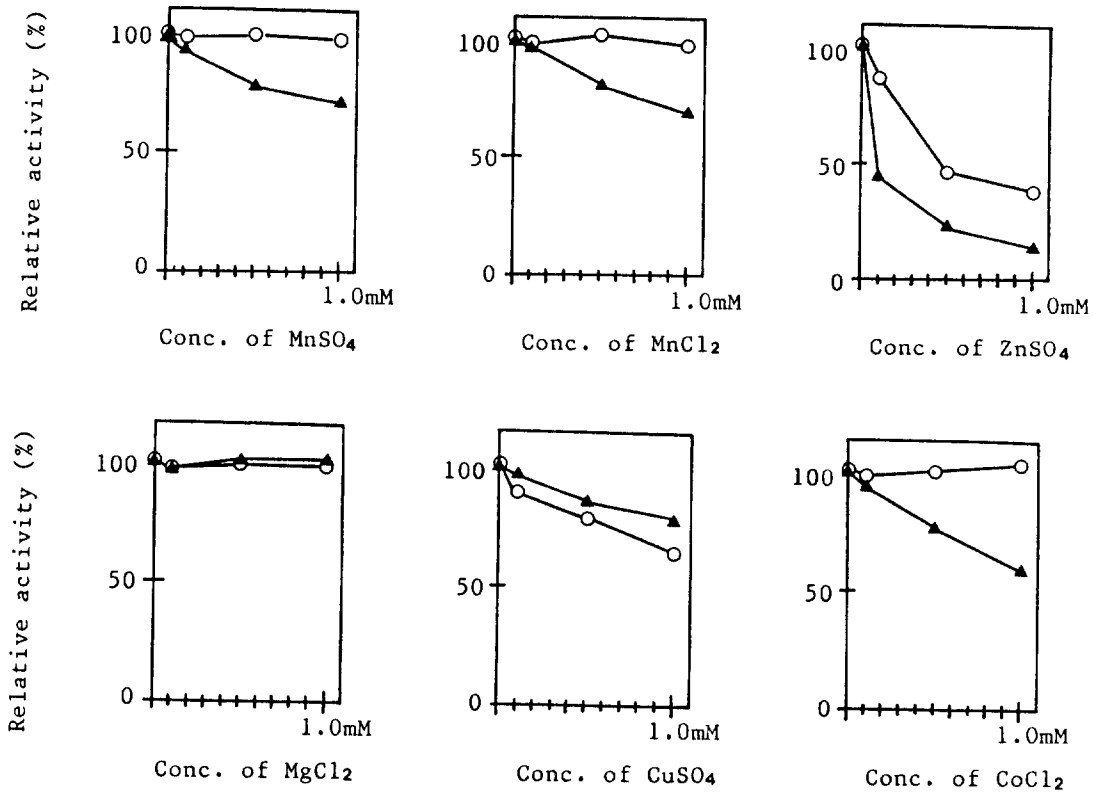 Relative activity (%)
100
50
0
1.0mM
Conc. of MnSO₄
100
50
0
1.0mM
Conc. of MnCl₂
100
50
0
1.0mM
Conc. of ZnSO₄
Relative activity (%)
100
50
0
1.0mM
Conc. of MgCl₂
100
50
0
1.0mM
Conc. of CuSO₄
100
50
0
1.0mM
Conc. of CoCl₂